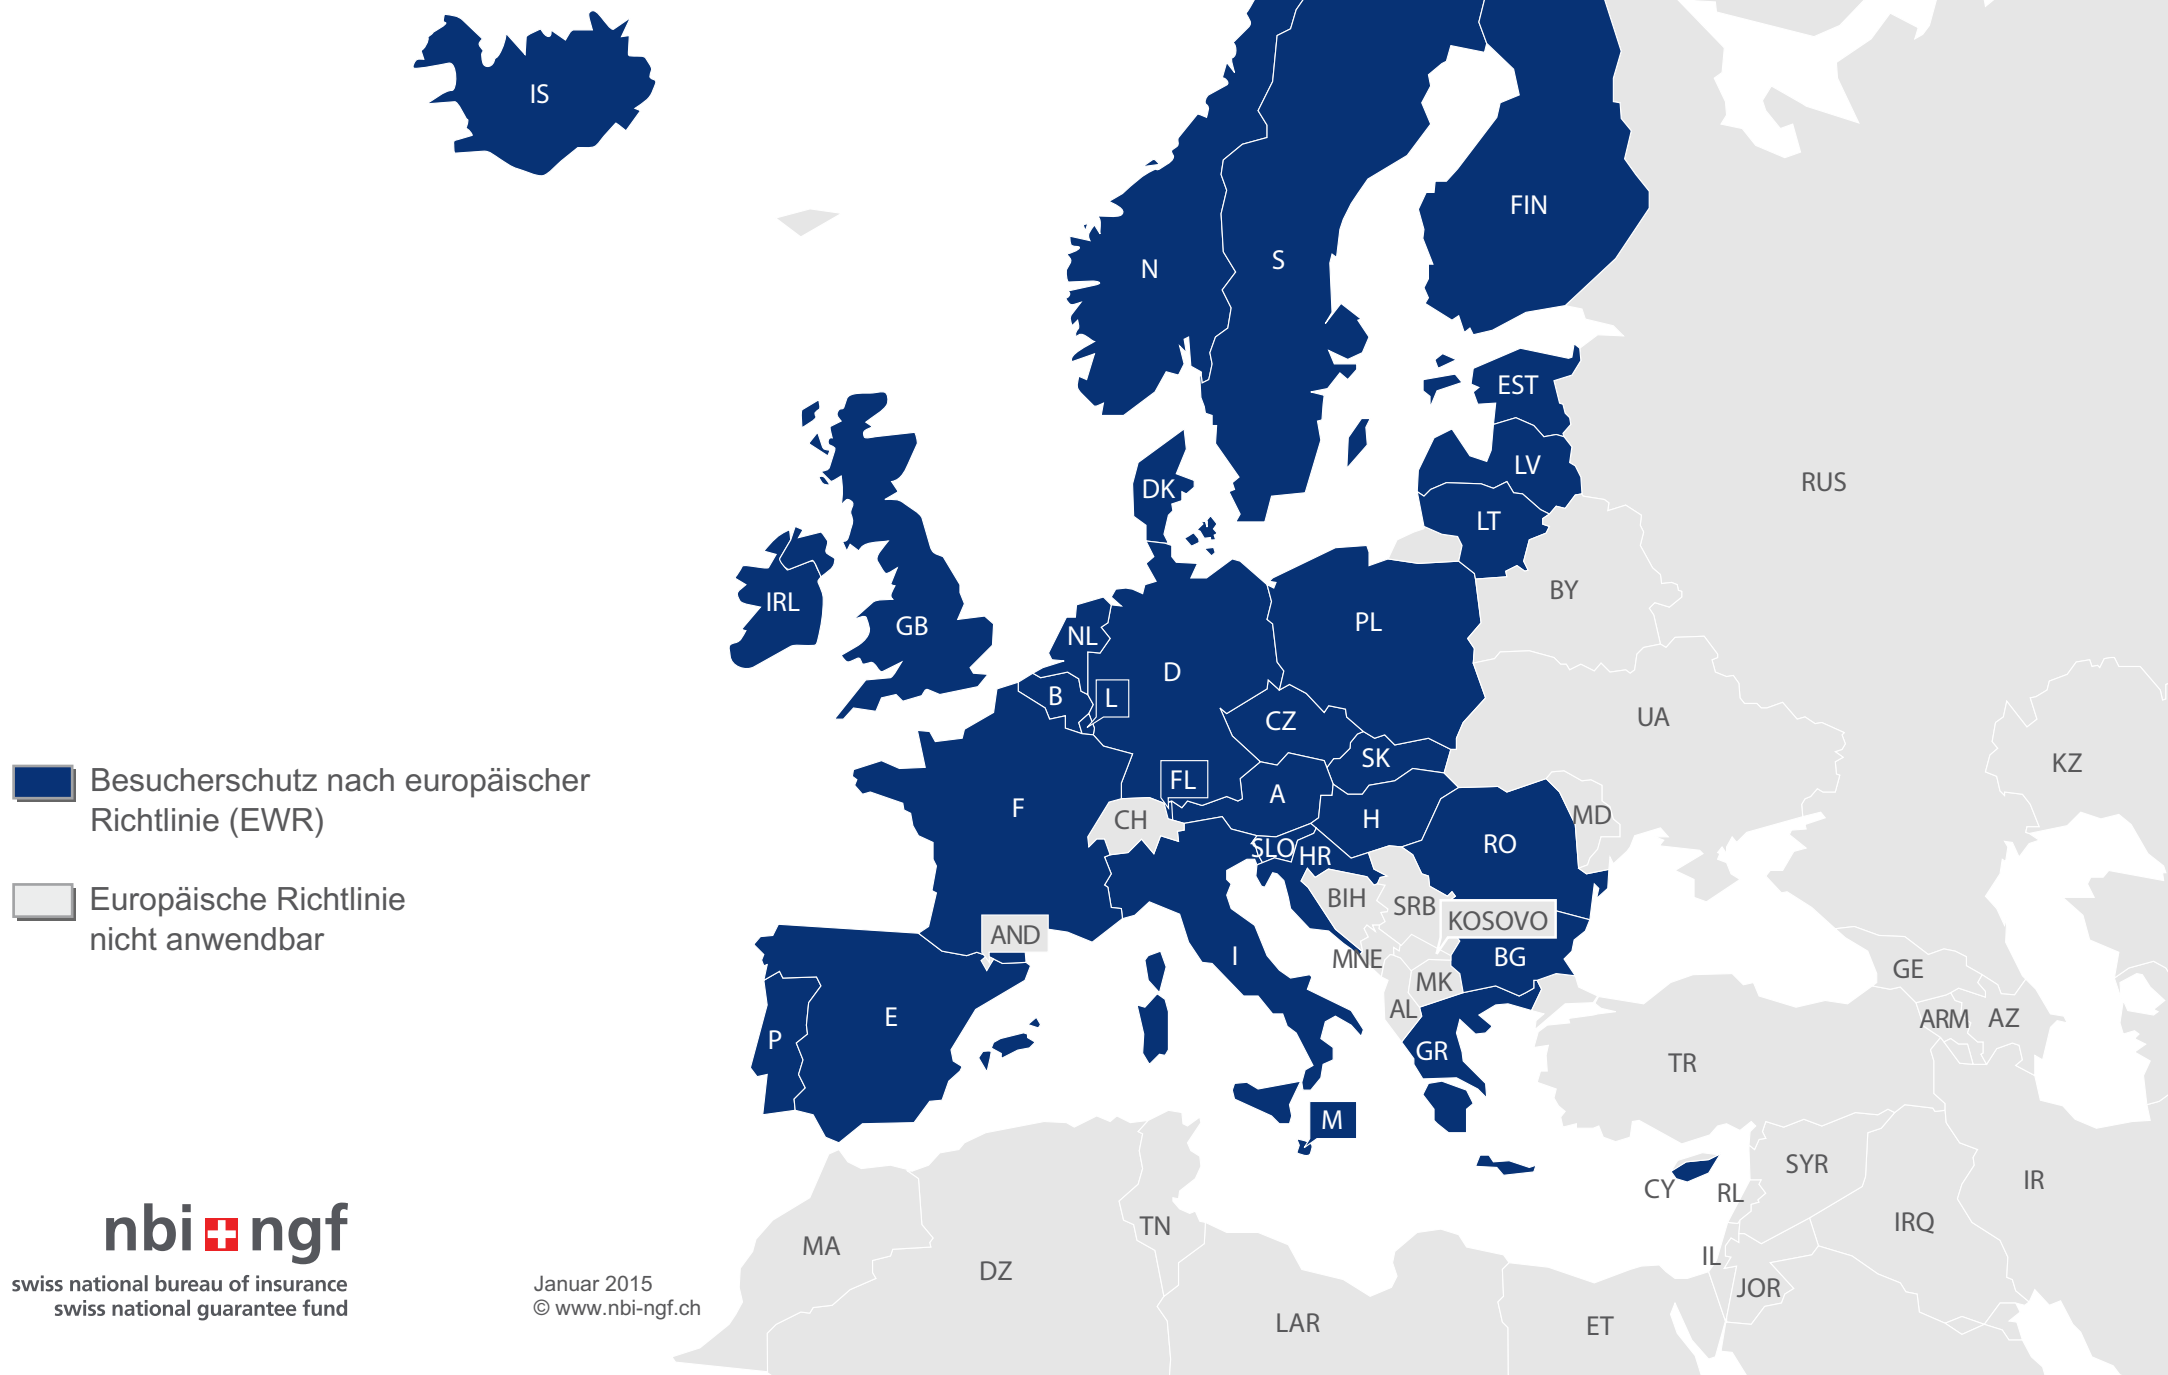 IS
FIN
N
S
EST
LV
RUS
DK
LT
BY
IRL
GB
NL
PL
D
B
L
CZ
UA
SK
KZ
FL
A
F
CH
H
MD
RO
SLO
HR
BIH
SRB
KOSOVO
AND
MNE
I
BG
MK
GE
AL
E
P
ARM
AZ
GR
TR
M
SYR
CY
RL
IR
IRQ
TN
MA
DZ
IL
JOR
LAR
ET
Besucherschutz nach europäischer
Richtlinie (EWR)
Europäische Richtlinie
nicht anwendbar
nbi ngf
swiss national bureau of insurance
swiss national guarantee fund
Januar 2015
© www.nbi-ngf.ch